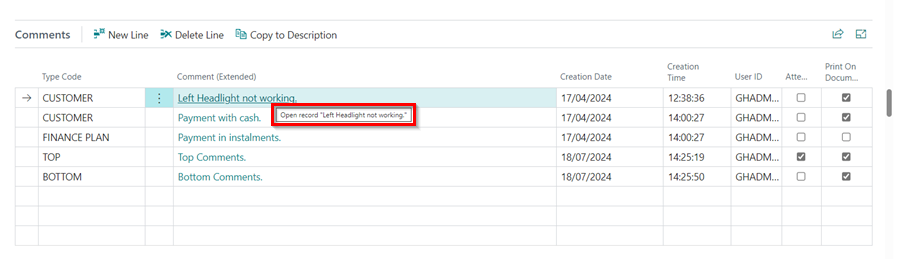 Comments New Line Delete Line Copy to Description
Type Code Comment (Extended) Creation Date Creation Time User ID Atte... Print On Docum...
CUSTOMER Left Headlight not working. 17/04/2024 12:38:36 GHADM...
Open record "Left Headlight not working."
CUSTOMER Payment with cash. 17/04/2024 14:00:27 GHADM...
FINANCE PLAN Payment in instalments. 17/04/2024 14:00:27 GHADM...
TOP Top Comments. 18/07/2024 14:25:19 GHADM...
BOTTOM Bottom Comments. 18/07/2024 14:25:50 GHADM...